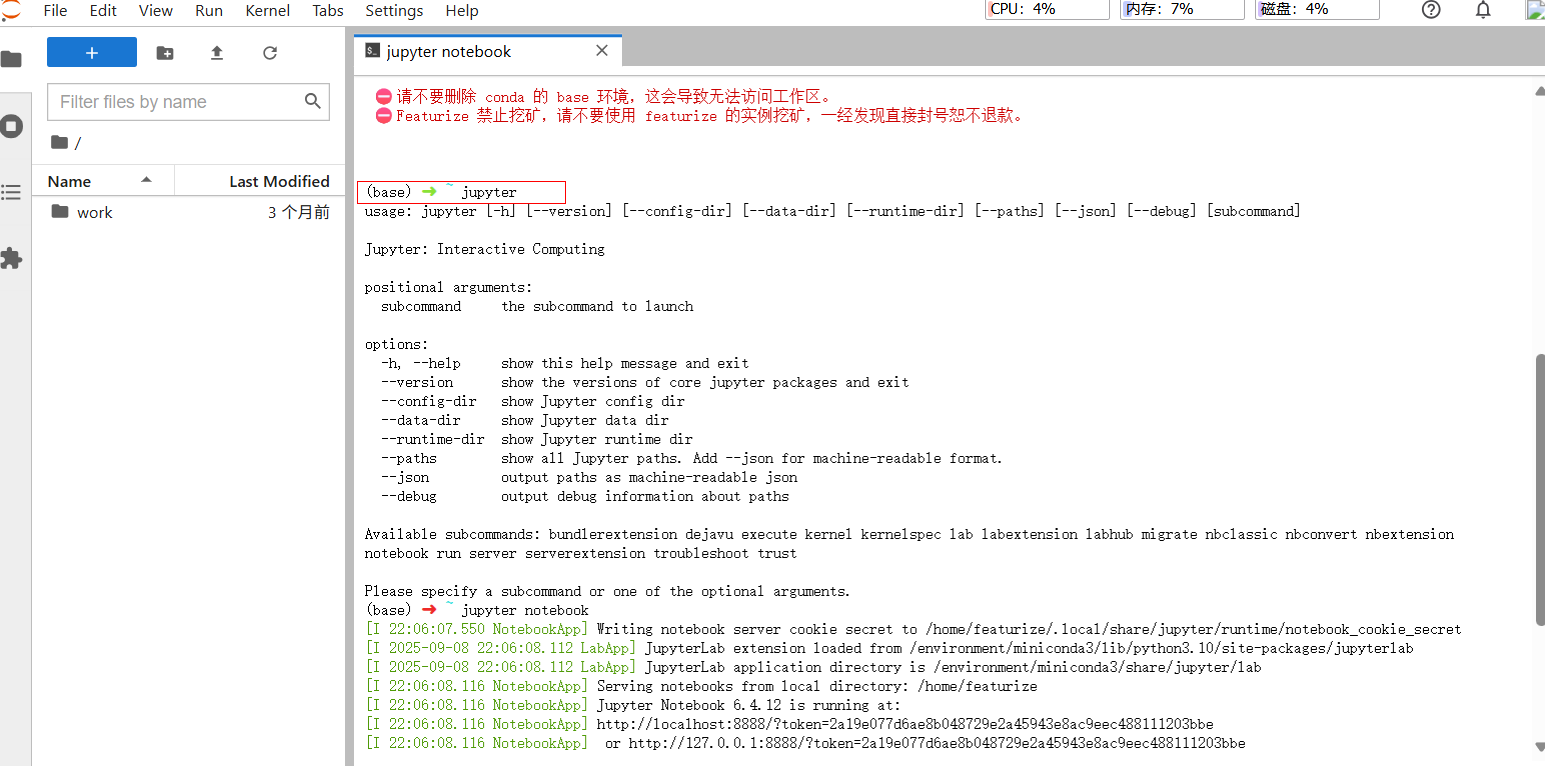 File Edit View Run Kernel Tabs Settings Help
CPU: 4% 内存: 7% 磁盘: 4%
+
jupyter notebook
Filter files by name
/
Name Last Modified
work 3 个月前
请不要删除 conda 的 base 环境，这会导致无法访问工作区。
Featurize 禁止挖矿，请不要使用 featurize 的实例挖矿，一经发现直接封号恕不退款。
(base) ➜ ~ jupyter
usage: jupyter [-h] [--version] [--config-dir] [--data-dir] [--runtime-dir] [--paths] [--json] [--debug] [subcommand]
Jupyter: Interactive Computing
positional arguments:
subcommand the subcommand to launch
options:
-h, --help show this help message and exit
--version show the versions of core jupyter packages and exit
--config-dir show Jupyter config dir
--data-dir show Jupyter data dir
--runtime-dir show Jupyter runtime dir
--paths show all Jupyter paths. Add --json for machine-readable format.
--json output paths as machine-readable json
--debug output debug information about paths
Available subcommands: bundlerextension dejavu execute kernel kernelspec lab labextension labhub migrate nbclassic nbconvert nbextension
notebook run server serverextension troubleshoot trust
Please specify a subcommand or one of the optional arguments.
(base) ➜ ~ jupyter notebook
[I 22:06:07.550 NotebookApp] Writing notebook server cookie secret to /home/featurize/.local/share/jupyter/runtime/notebook_cookie_secret
[I 2025-09-08 22:06:08.112 LabApp] JupyterLab extension loaded from /environment/miniconda3/lib/python3.10/site-packages/jupyterlab
[I 2025-09-08 22:06:08.112 LabApp] JupyterLab application directory is /environment/miniconda3/share/jupyter/lab
[I 22:06:08.116 NotebookApp] Serving notebooks from local directory: /home/featurize
[I 22:06:08.116 NotebookApp] Jupyter Notebook 6.4.12 is running at:
[I 22:06:08.116 NotebookApp] http://localhost:8888/?token=2a19e077d6ae8b048729e2a45943e8ac9eec488111203bbe
[I 22:06:08.116 NotebookApp]  or http://127.0.0.1:8888/?token=2a19e077d6ae8b048729e2a45943e8ac9eec488111203bbe